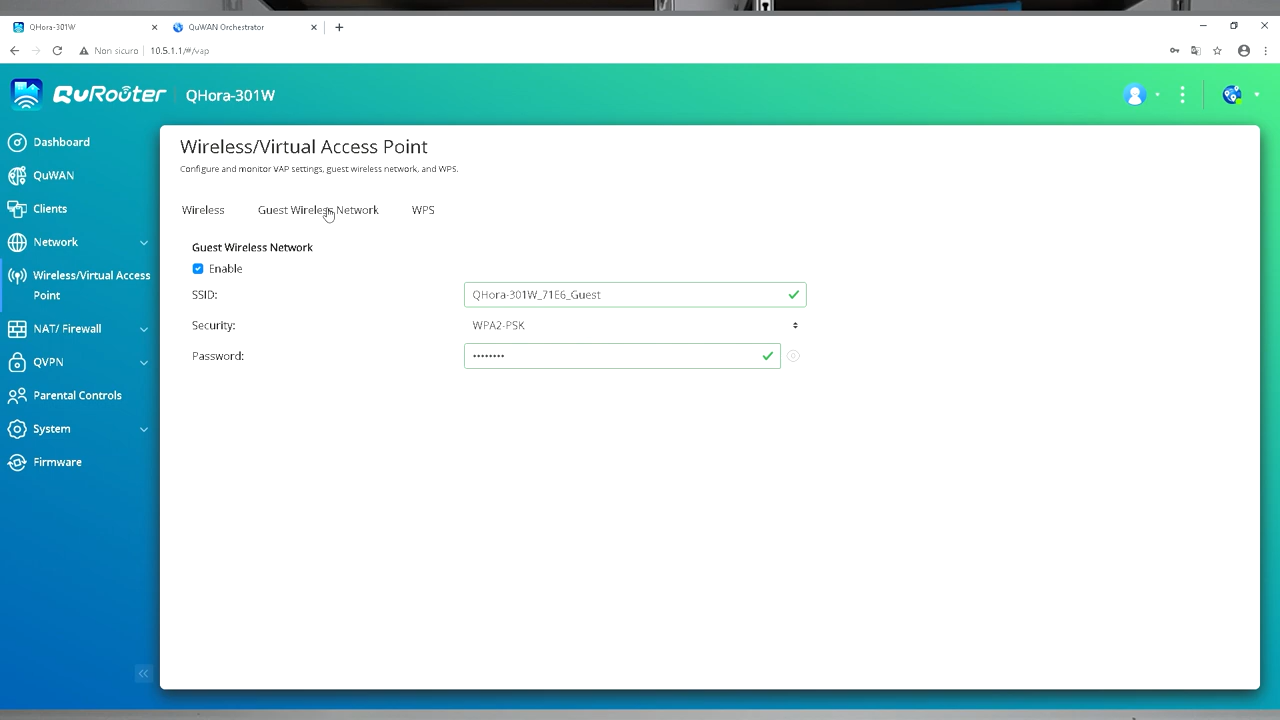 QHora-301W
QuWAN Orchestrator
Non sicuro
10.5.1.1/#/vap
QuRouter
QHora-301W
Dashboard
QuWAN
Clients
Network
Wireless/Virtual Access
Point
NAT/ Firewall
QVPN
Parental Controls
System
Firmware
Wireless/Virtual Access Point
Configure and monitor VAP settings, guest wireless network, and WPS.
Wireless Guest Wireless Network WPS
Guest Wireless Network
Enable
SSID: QHora-301W_71E6_Guest
Security: WPA2-PSK
Password: ••••••••